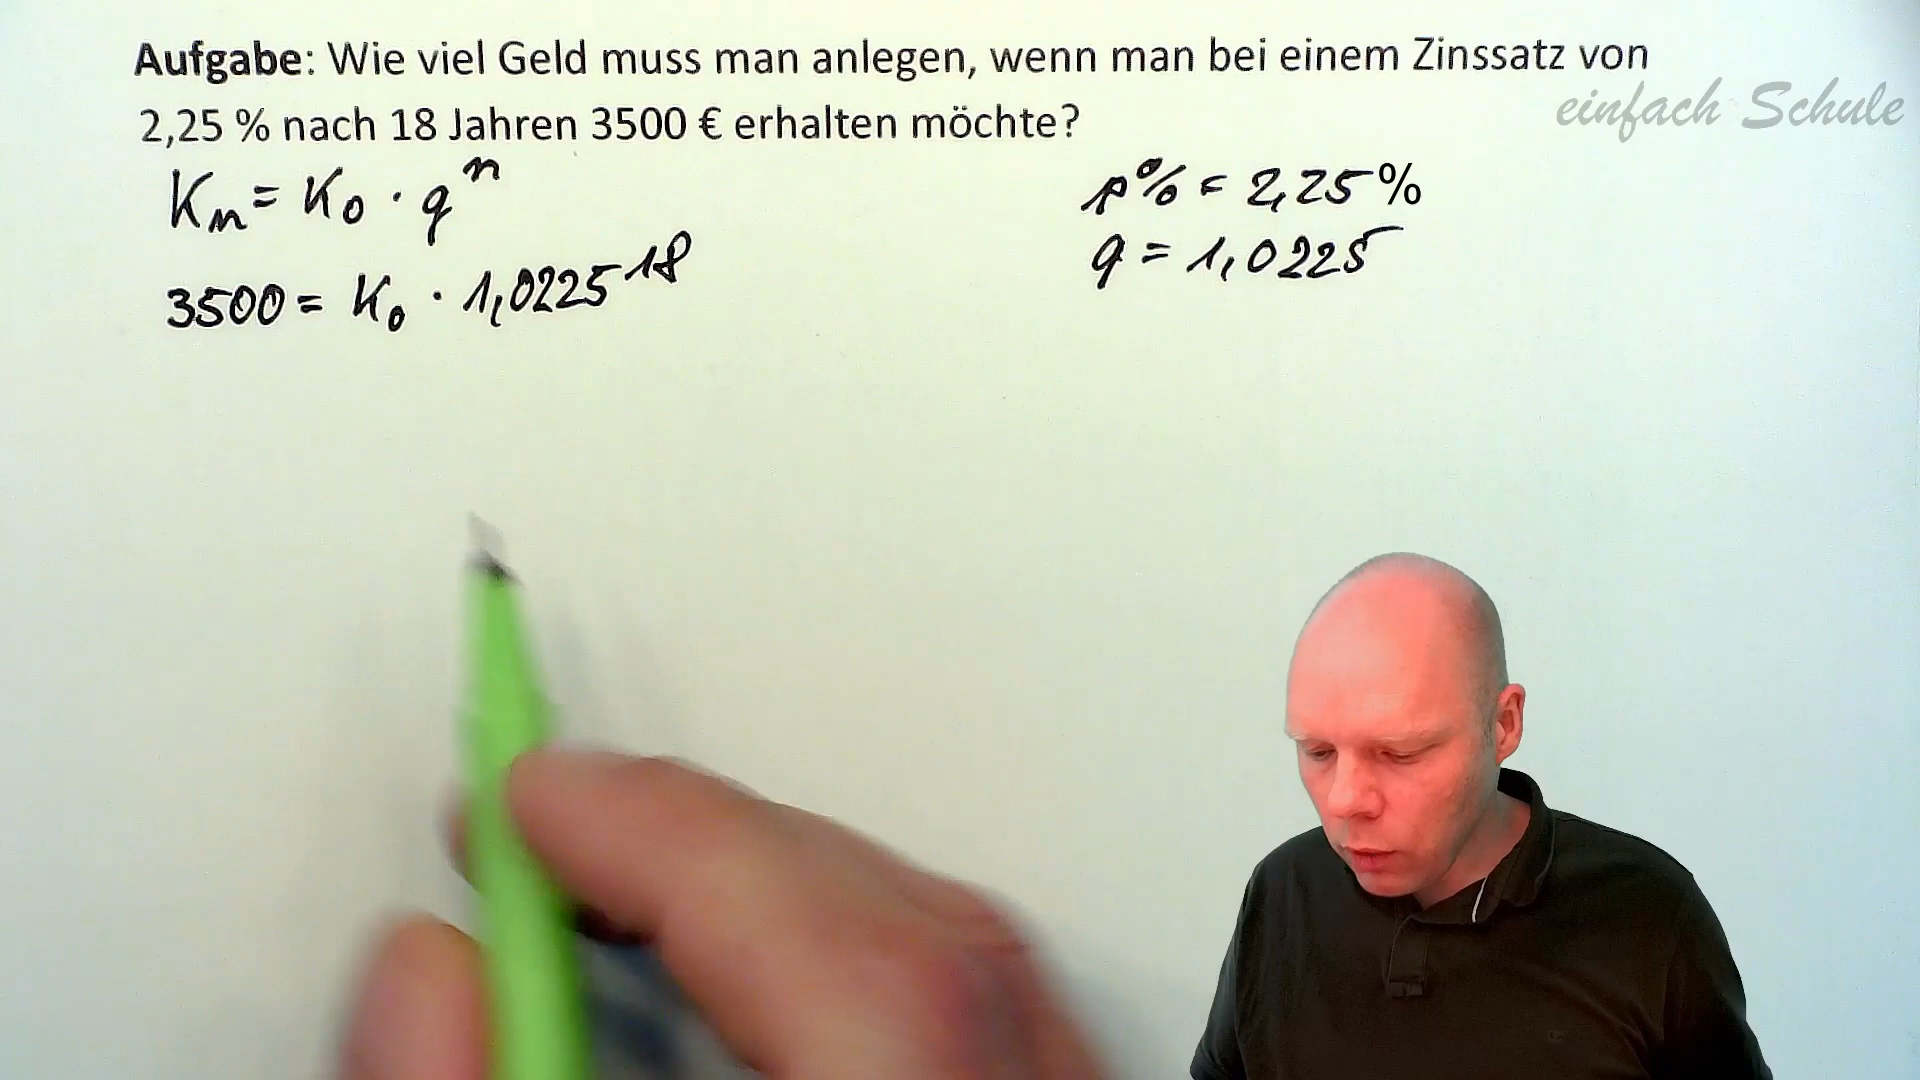 Aufgabe: Wie viel Geld muss man anlegen, wenn man bei einem Zinssatz von
2,25 % nach 18 Jahren 3500 € erhalten möchte?
einfach Schule
Kn = K0 · q^n
3500 = K0 · 1,0225^18
p% = 2,25%
q = 1,0225